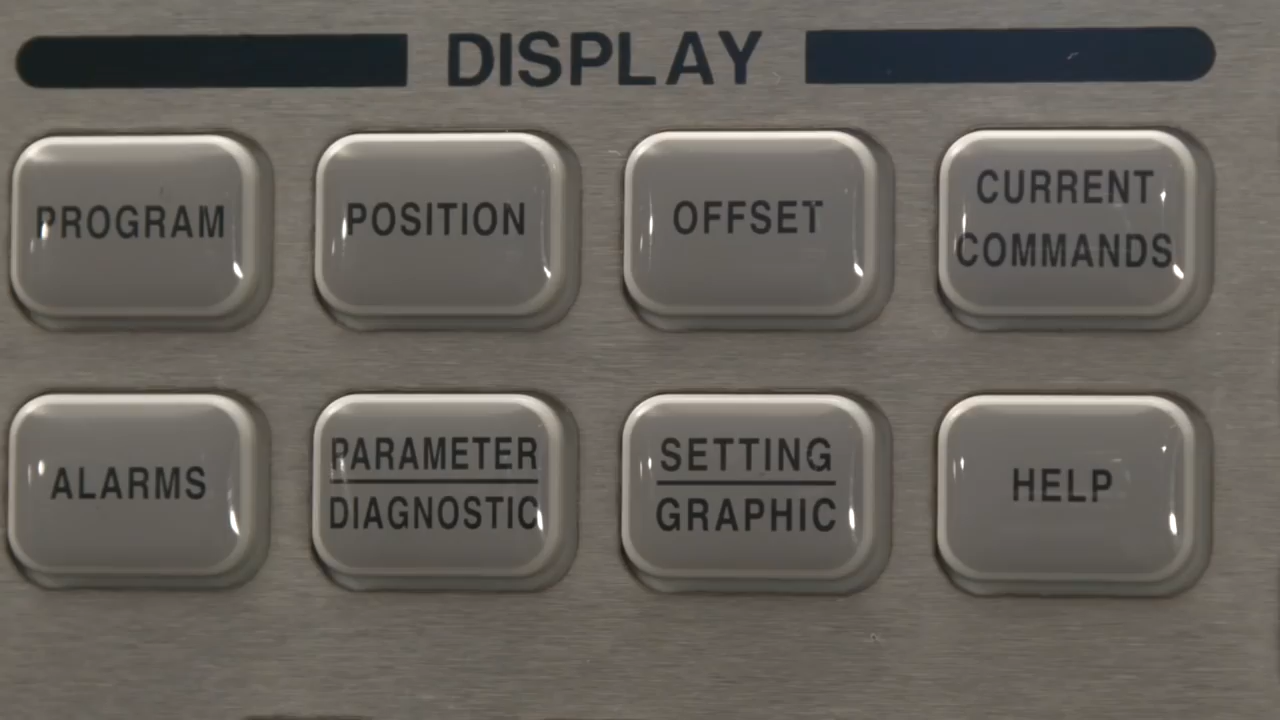 DISPLAY
PROGRAM
POSITION
OFFSET
CURRENT
COMMANDS
ALARMS
PARAMETER
DIAGNOSTIC
SETTING
GRAPHIC
HELP